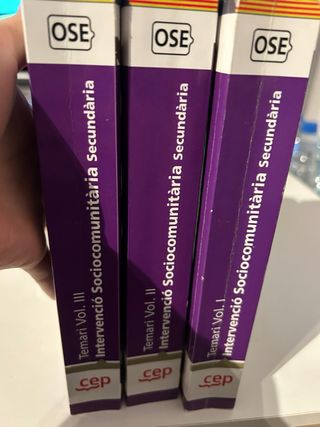 OSE
Temari Vol. III
Intervenció Sociocomunitària Secundària
cep
OSE
Temari Vol. II
Intervenció Sociocomunitària Secundària
cep
OSE
Temari Vol. I
Intervenció Sociocomunitària Secundària
cep